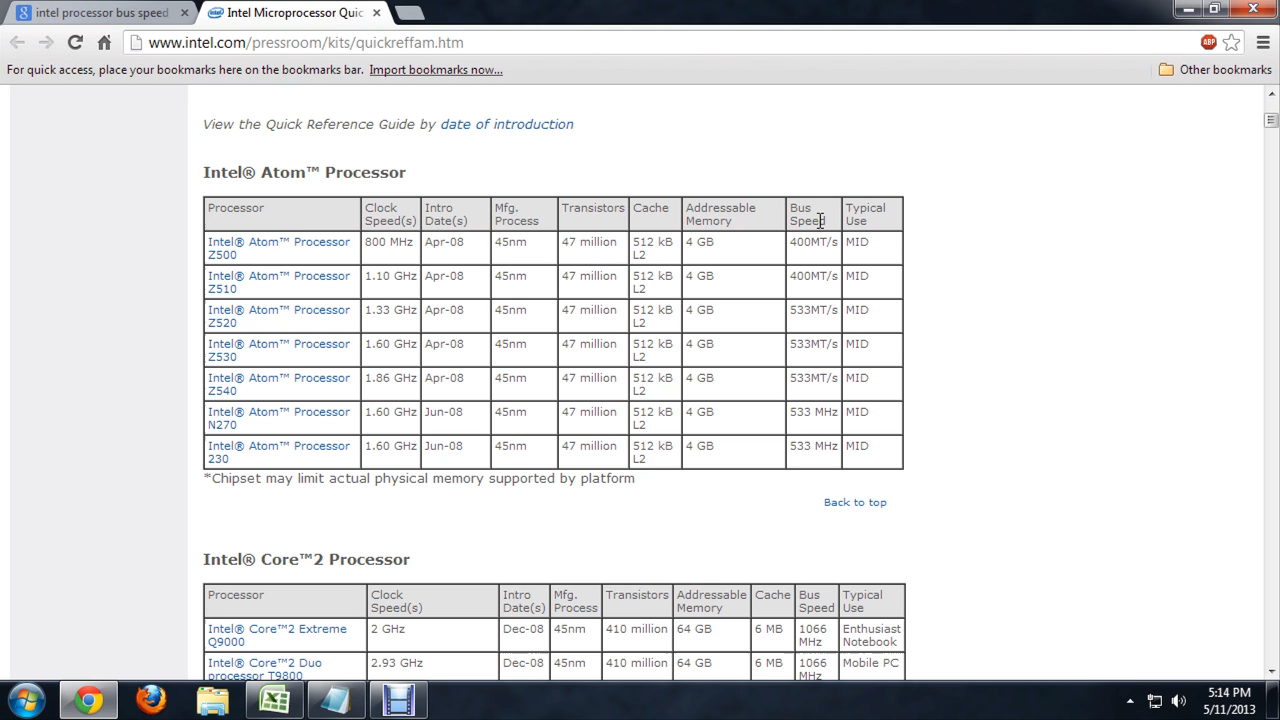 intel processor bus speed
Intel Microprocessor Quic
www.intel.com/pressroom/kits/quickreffam.htm
ABP
For quick access, place your bookmarks here on the bookmarks bar. Import bookmarks now...
Other bookmarks
View the Quick Reference Guide by date of introduction
Intel® Atom™ Processor
Processor Clock Speed(s) Intro Date(s) Mfg. Process Transistors Cache Addressable Memory Bus Speed Typical Use
Intel® Atom™ Processor Z500 800 MHz Apr-08 45nm 47 million 512 kB L2 4 GB 400MT/s MID
Intel® Atom™ Processor Z510 1.10 GHz Apr-08 45nm 47 million 512 kB L2 4 GB 400MT/s MID
Intel® Atom™ Processor Z520 1.33 GHz Apr-08 45nm 47 million 512 kB L2 4 GB 533MT/s MID
Intel® Atom™ Processor Z530 1.60 GHz Apr-08 45nm 47 million 512 kB L2 4 GB 533MT/s MID
Intel® Atom™ Processor Z540 1.86 GHz Apr-08 45nm 47 million 512 kB L2 4 GB 533MT/s MID
Intel® Atom™ Processor N270 1.60 GHz Jun-08 45nm 47 million 512 kB L2 4 GB 533 MHz MID
Intel® Atom™ Processor 230 1.60 GHz Jun-08 45nm 47 million 512 kB L2 4 GB 533 MHz MID
*Chipset may limit actual physical memory supported by platform
Back to top
Intel® Core™2 Processor
Processor Clock Speed(s) Intro Date(s) Mfg. Process Transistors Addressable Memory Cache Bus Speed Typical Use
Intel® Core™2 Extreme Q9000 2 GHz Dec-08 45nm 410 million 64 GB 6 MB 1066 MHz Enthusiast Notebook
Intel® Core™2 Duo processor T9800 2.93 GHz Dec-08 45nm 410 million 64 GB 6 MB 1066 MHz Mobile PC
5:14 PM
5/11/2013